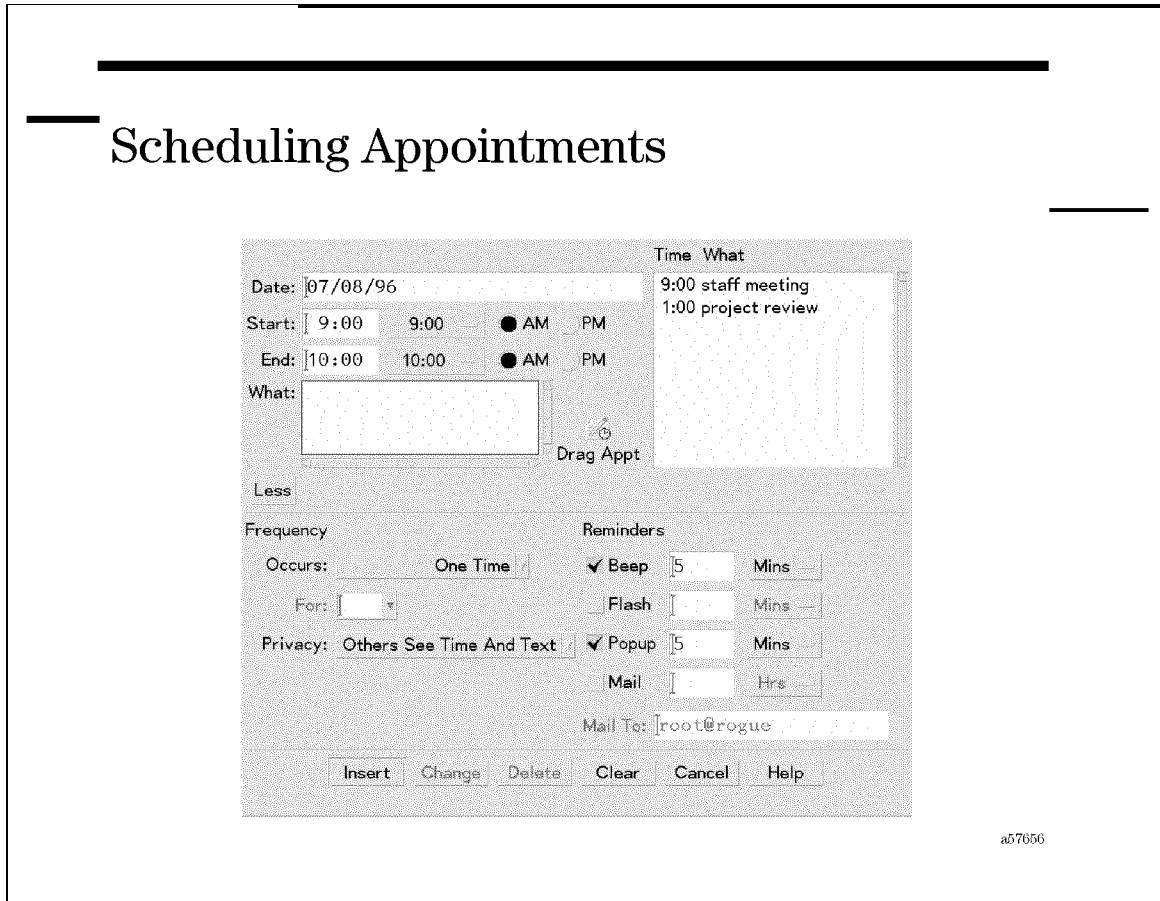 Scheduling Appointments
Time What
Date: 07/08/96
9:00 staff meeting
1:00 project review
Start: 9:00 9:00 AM PM
End: 10:00 10:00 AM PM
What:
Drag Appt
Less
Frequency
Reminders
Occurs: One Time
Beep 5 Mins
For:
Flash Mins
Privacy: Others See Time And Text
Popup 5 Mins
Mail Hrs
Mail To: root@rogue
Insert Change Delete Clear Cancel Help
a57656